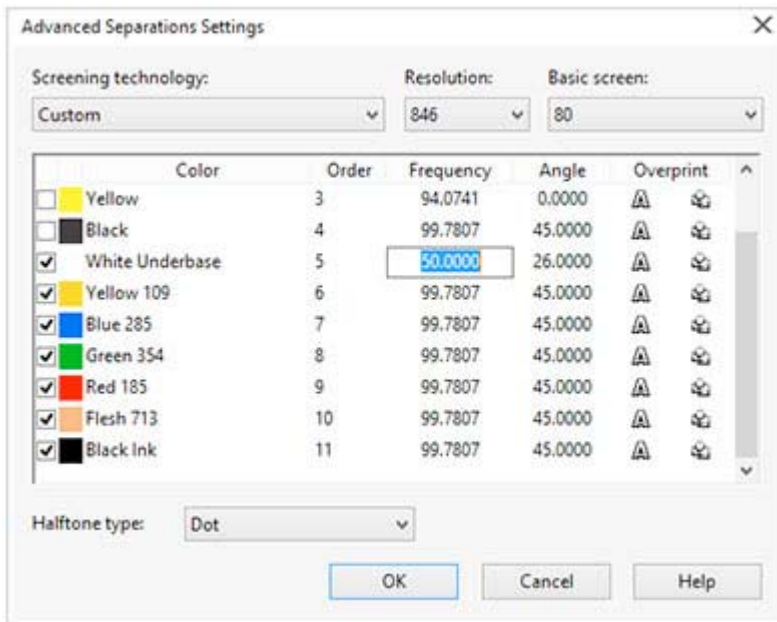 Advanced Separations Settings
Screening technology: Resolution: Basic screen:
Custom 846 80
Color Order Frequency Angle Overprint
Yellow 3 94.0741 0.0000
Black 4 99.7807 45.0000
White Underbase 5 50.0000 26.0000
Yellow 109 6 99.7807 45.0000
Blue 285 7 99.7807 45.0000
Green 354 8 99.7807 45.0000
Red 185 9 99.7807 45.0000
Flesh 713 10 99.7807 45.0000
Black Ink 11 99.7807 45.0000
Halftone type: Dot
OK Cancel Help